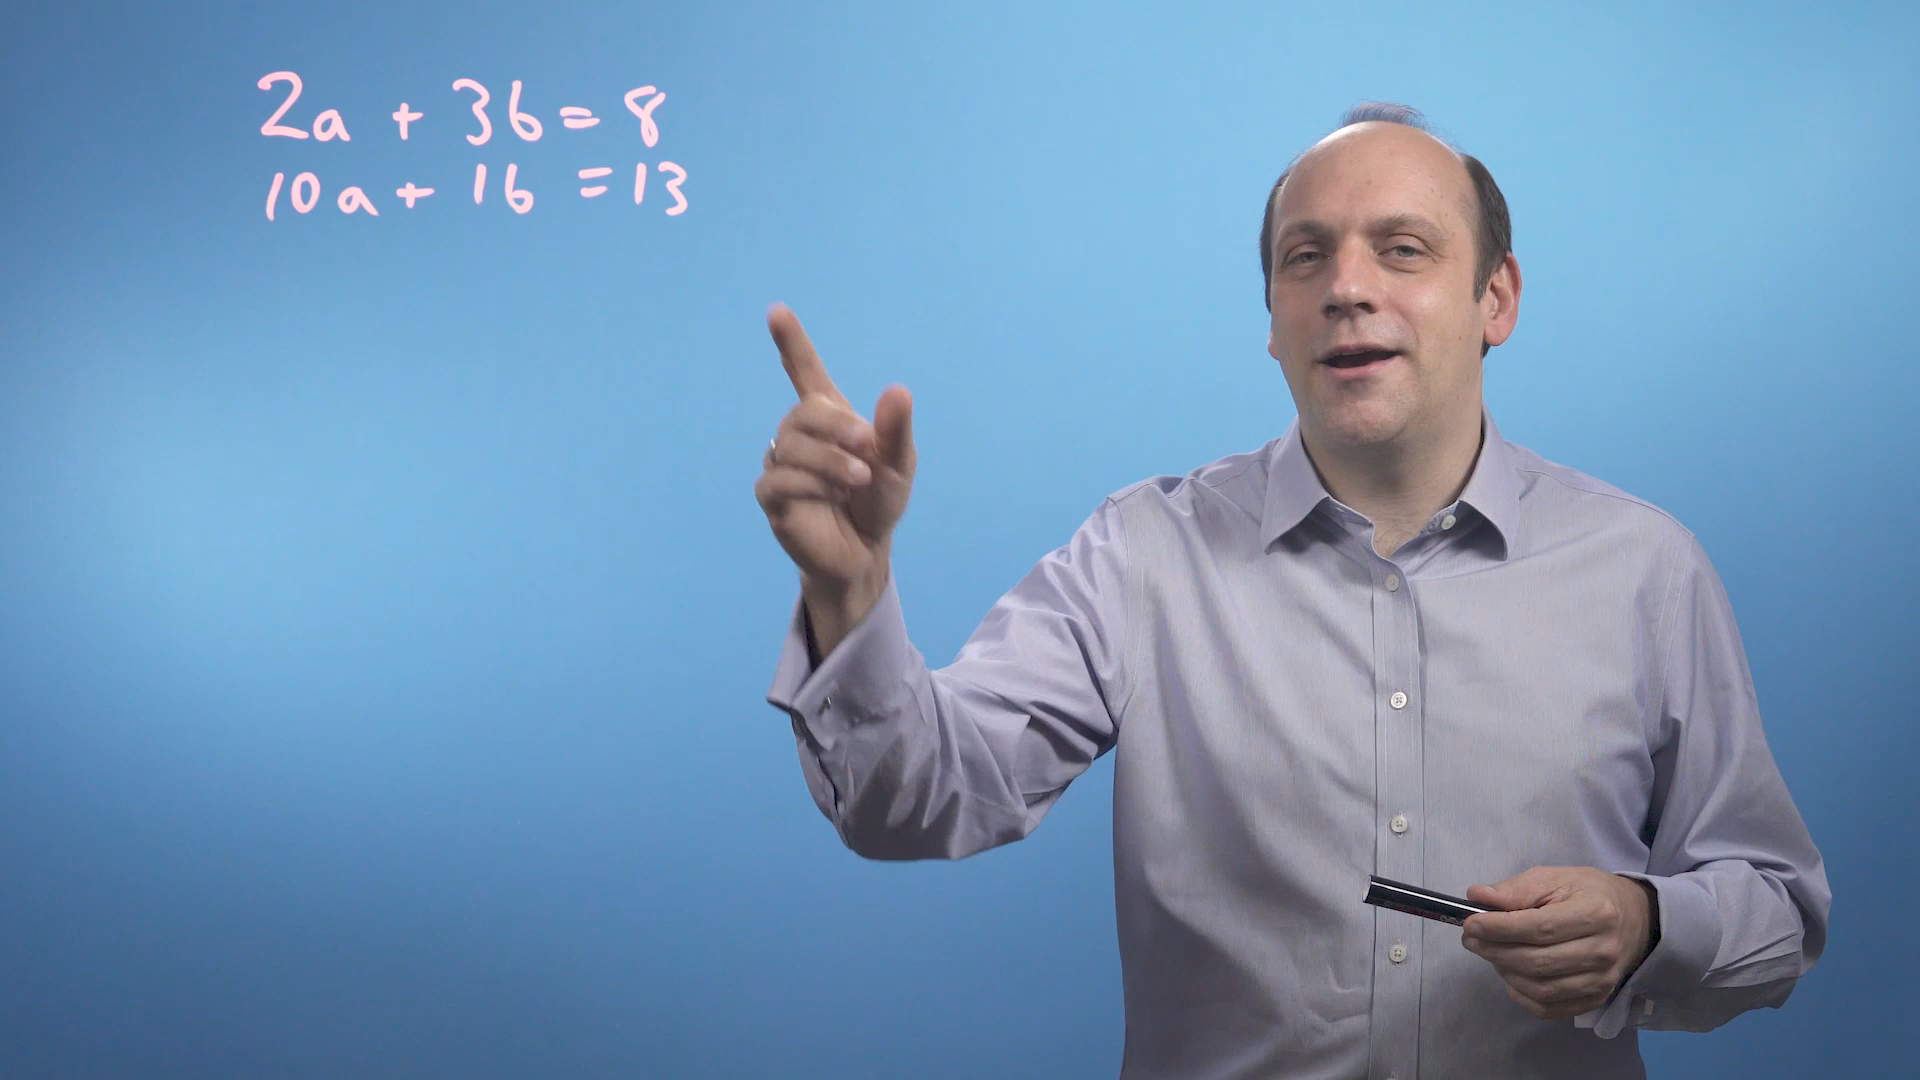 2a + 3b = 8
10a + 1b = 13